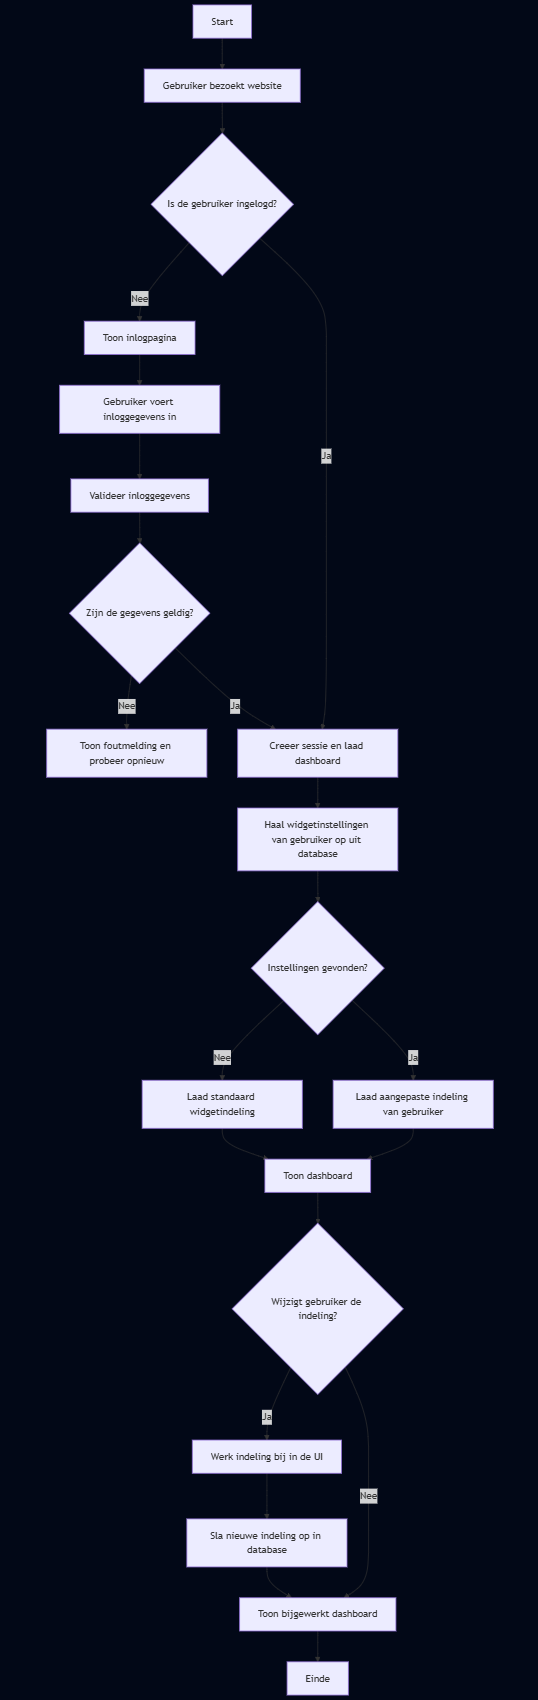 Start
Gebruiker bezoekt website
Is de gebruiker ingelogd?
Nee
Toon inlogpagina
Gebruiker voert
inloggegevens in
Ja
Valideer inloggegevens
Zijn de gegevens geldig?
Nee
Ja
Toon foutmelding en
probeer opnieuw
Creeer sessie en laad
dashboard
Haal widgetinstellingen
van gebruiker op uit
database
Instellingen gevonden?
Nee
Ja
Laad standaard
widgetindeling
Laad aangepaste indeling
van gebruiker
Toon dashboard
Wijzigt gebruiker de
indeling?
Ja
Werk indeling bij in de UI
Nee
Sla nieuwe indeling op in
database
Toon bijgewerkt dashboard
Einde